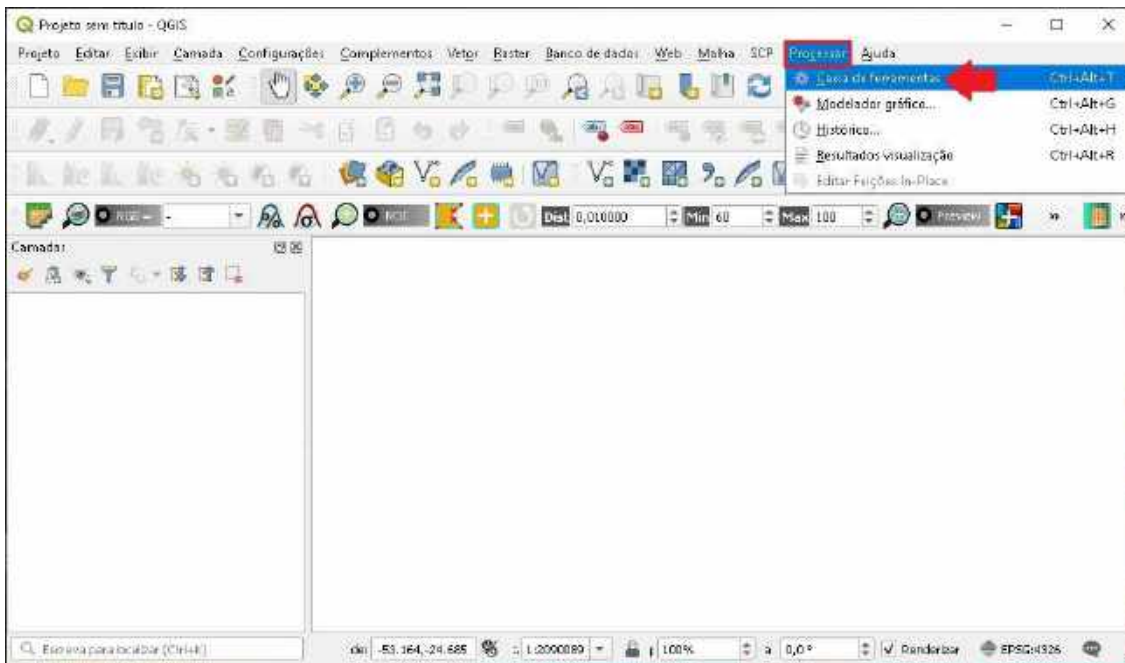 Projeto sem título - QGIS
Projeto Editar Exibir Camada Configurações Complementos Vetor Raster Banco de dados Web Malha SCP Processar Ajuda
Caixa de ferramentas Ctrl+Alt+T
Modelador gráfico... Ctrl+Alt+G
Histórico... Ctrl+Alt+H
Resultados visualização Ctrl+Alt+R
Editar Feições In-Place
RGB = - Dist 0,010000 Min 60 Max 100 Preview
Camadas
Escreva para localizar (Ctrl+K) -53.164,-24.685 1:2090089 100% 0,0 ° Renderizar EPSG:4326